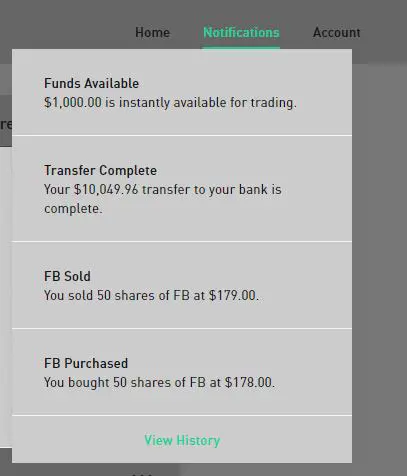 Home Notifications Account
Funds Available
$1,000.00 is instantly available for trading.
re
Transfer Complete
Your $10,049.96 transfer to your bank is
complete.
FB Sold
You sold 50 shares of FB at $179.00.
FB Purchased
You bought 50 shares of FB at $178.00.
View History